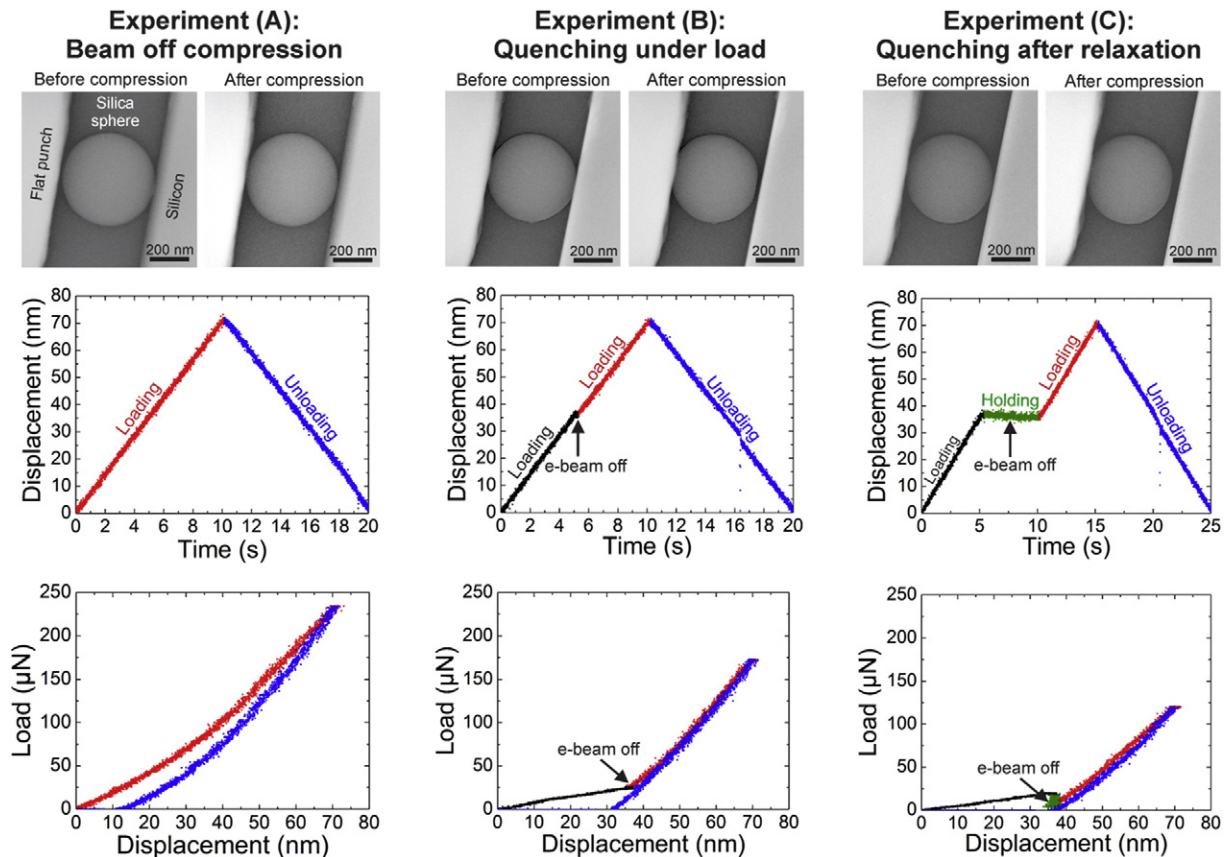 Experiment (A):
Beam off compression
Before compression
After compression
Silica
sphere
Flat punch
Silicon
200 nm
200 nm
Displacement (nm)
80
70
60
50
40
30
20
10
0
Loading
Unloading
0 2 4 6 8 10 12 14 16 18 20
Time (s)
Load (µN)
250
200
150
100
50
0
0 10 20 30 40 50 60 70 80
Displacement (nm)
Experiment (B):
Quenching under load
Before compression
After compression
200 nm
200 nm
Displacement (nm)
80
70
60
50
40
30
20
10
0
Loading
Loading
Unloading
e-beam off
0 2 4 6 8 10 12 14 16 18 20
Time (s)
Load (µN)
250
200
150
100
50
0
e-beam off
0 10 20 30 40 50 60 70 80
Displacement (nm)
Experiment (C):
Quenching after relaxation
Before compression
After compression
200 nm
200 nm
Displacement (nm)
80
70
60
50
40
30
20
10
0
Loading
Holding
Loading
Unloading
e-beam off
0 5 10 15 20 25
Time (s)
Load (µN)
250
200
150
100
50
0
e-beam off
0 10 20 30 40 50 60 70 80
Displacement (nm)